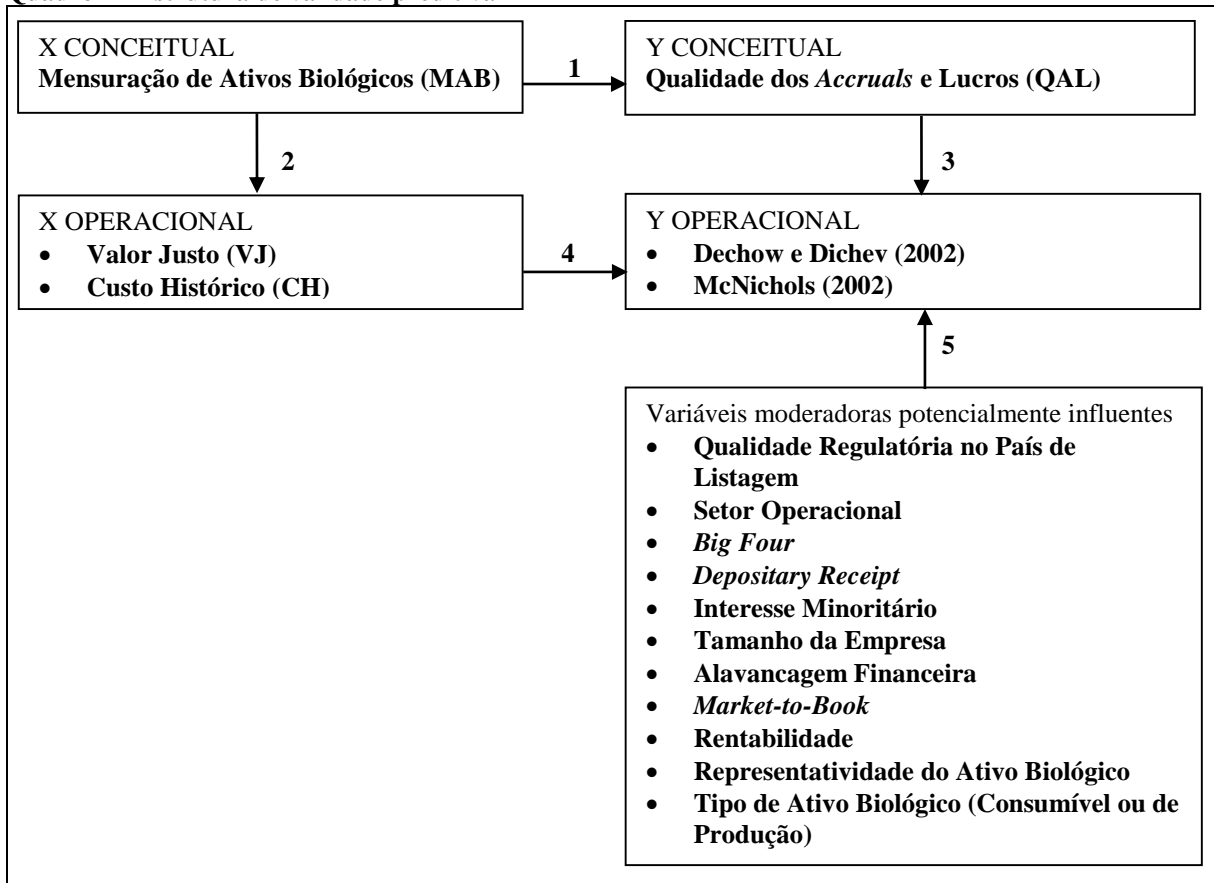 Quadro
X CONCEITUAL
Mensuração de Ativos Biológicos (MAB)
1
Y CONCEITUAL
Qualidade dos Accruals e Lucros (QAL)
2
3
X OPERACIONAL
• Valor Justo (VJ)
• Custo Histórico (CH)
4
Y OPERACIONAL
• Dechow e Dichev (2002)
• McNichols (2002)
5
Variáveis moderadoras potencialmente influentes
• Qualidade Regulatória no País de
Listagem
• Setor Operacional
• Big Four
• Depositary Receipt
• Interesse Minoritário
• Tamanho da Empresa
• Alavancagem Financeira
• Market-to-Book
• Rentabilidade
• Representatividade do Ativo Biológico
• Tipo de Ativo Biológico (Consumível ou de
Produção)